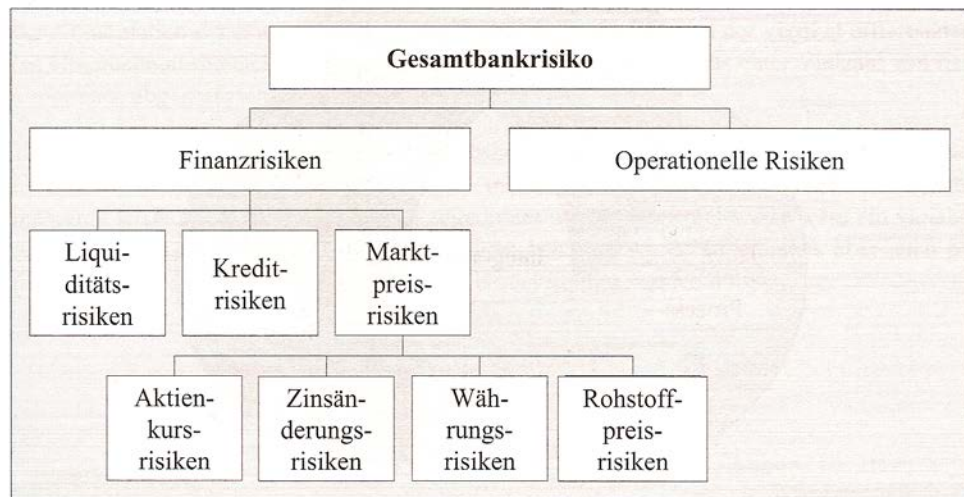 Gesamtbankrisiko
Finanzrisiken
Operationelle Risiken
Liqui-
ditäts-
risiken
Kredit-
risiken
Markt-
preis-
risiken
Aktien-
kurs-
risiken
Zinsän-
derungs-
risiken
Wäh-
rungs-
risiken
Rohstoff-
preis-
risiken